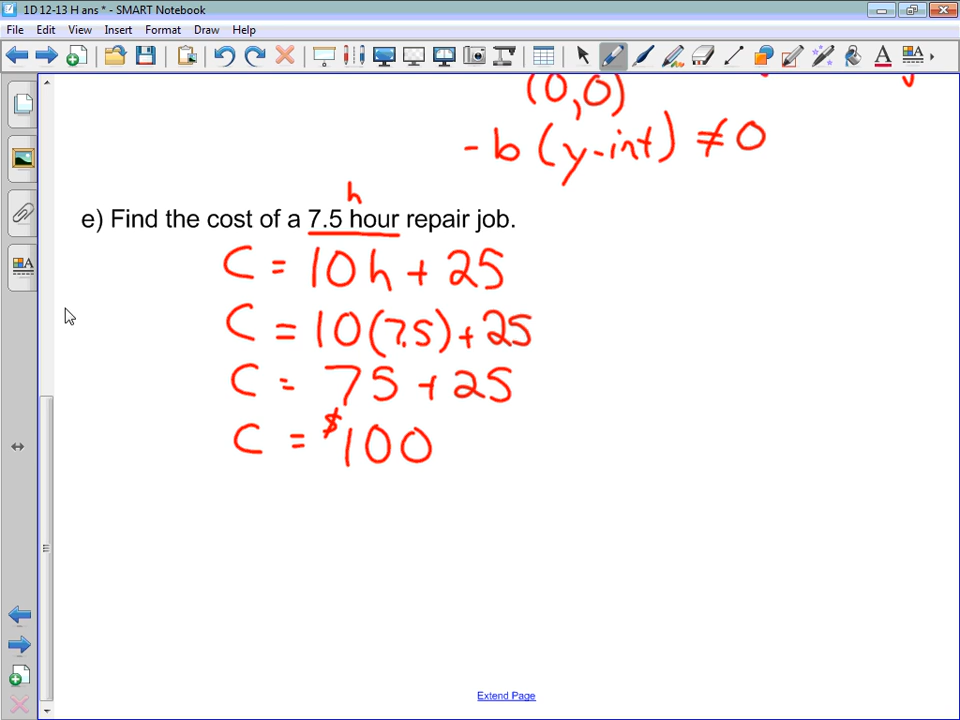 1D 12-13 H ans * - SMART Notebook
File Edit View Insert Format Draw Help
(0,0)
- b (y-int) ≠ 0
h
e) Find the cost of a 7.5 hour repair job.
C = 10h + 25
C = 10(7.5)+25
C = 75 + 25
C = $100
Extend Page